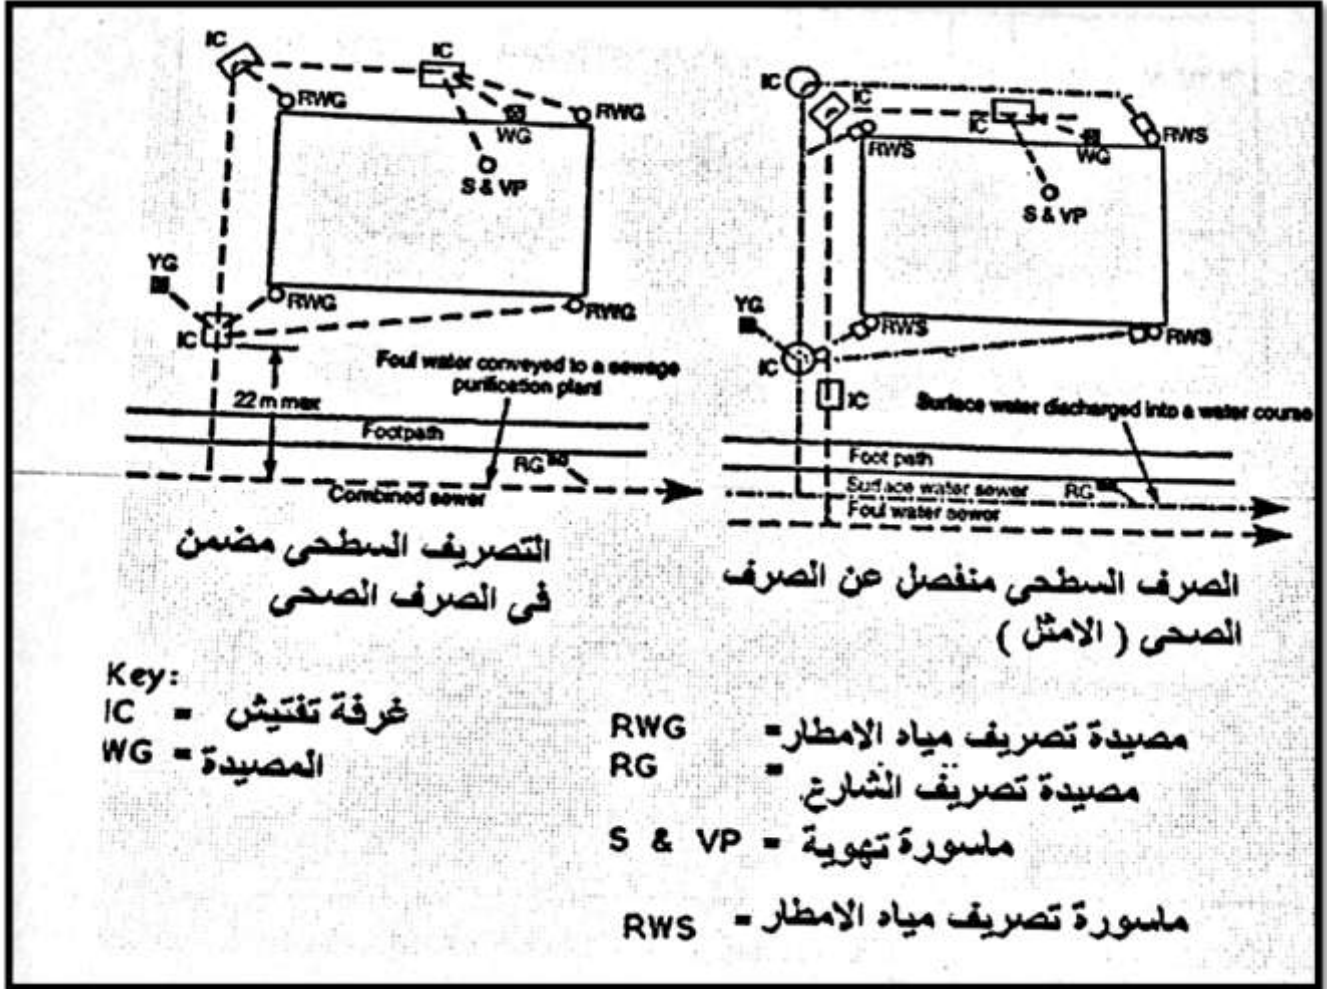 IC
IC
RWG
RWG
WG
S & VP
YG
RWG
RWG
IC
Foul water conveyed to a sewage
purification plant
22 m max
Footpath
RG
Combined sewer
التصريف السطحى مضمن
فى الصرف الصحى
IC
IC
IC
RWS
RWS
WG
S & VP
YG
RWS
RWS
IC
IC
Surface water discharged into a water course
Foot path
Surface water sewer
RG
Foul water sewer
الصرف السطحى منفصل عن الصرف
الصحى ( الامثل )
Key:
IC = غرفة تفتيش
WG = المصيدة
RWG = مصيدة تصريف مياه الامطار
RG = مصيدة تصريف الشارع
S & VP = ماسورة تهوية
RWS = ماسورة تصريف مياه الامطار